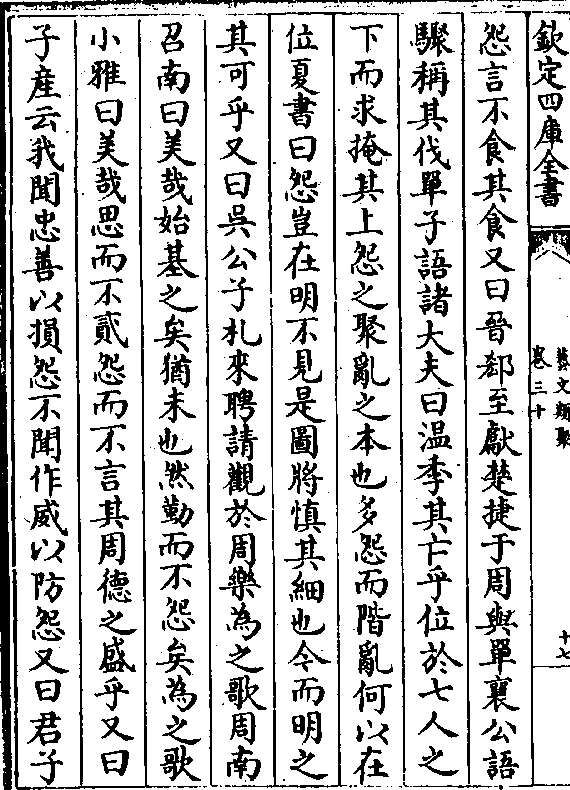 欽定四庫全書
藝文類聚
卷三十
十七
怨言不食其食又曰晉郤至獻楚捷于周與單襄公語
驟稱其伐單子語諸大夫曰温季其亡乎位於七人之
下而求掩其上怨之聚亂之本也多怨而階亂何以在
位夏書曰怨豈在明不見是圖將慎其細也令而明之
其可乎又曰吳公子札來聘請觀於周樂為之歌周南
召南曰美哉始基之矣猶未也然勤而不怨矣為之歌
小雅曰美哉思而不貳怨而不言其周德之盛乎又曰
子産云我聞忠善以損怨不聞作威以防怨又曰君子